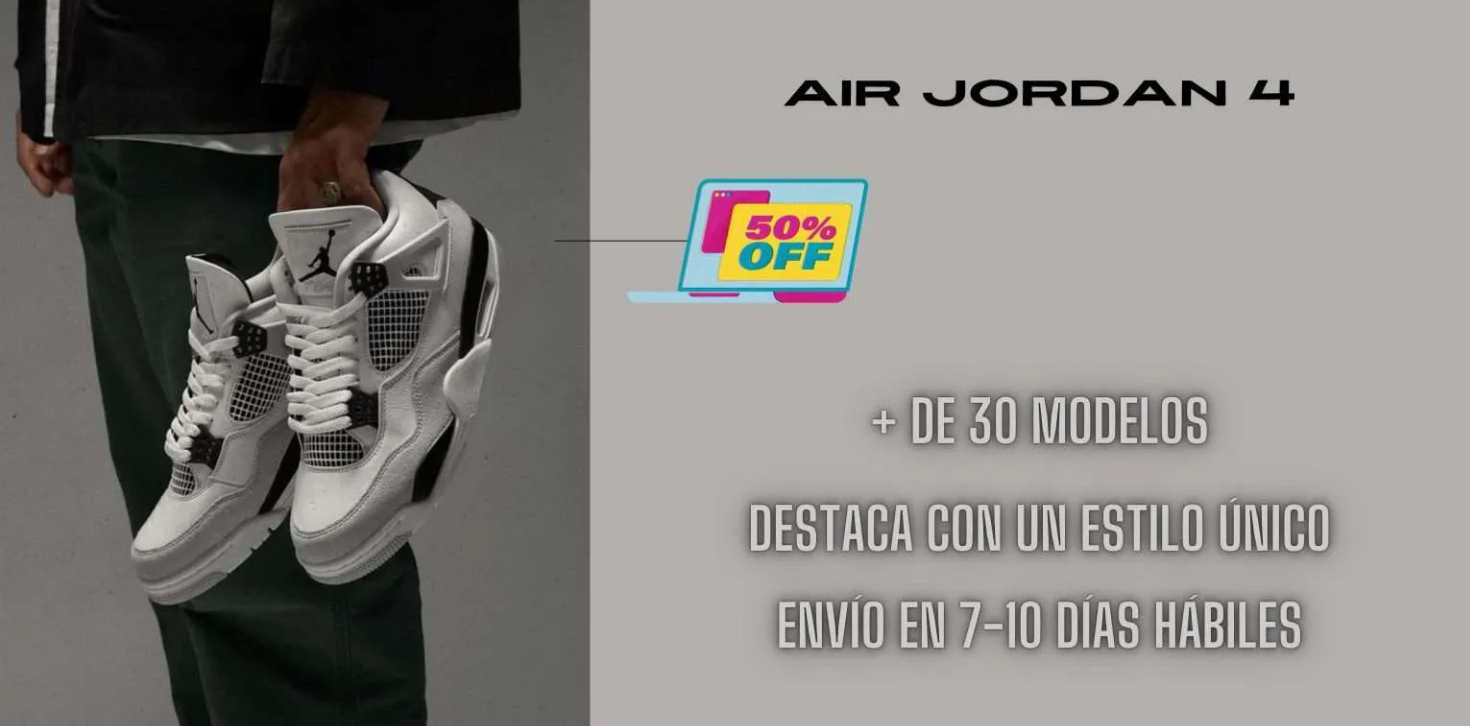 AIR JORDAN 4
50%
OFF
+ DE 30 MODELOS
DESTACA CON UN ESTILO ÚNICO
ENVÍO EN 7-10 DÍAS HÁBILES